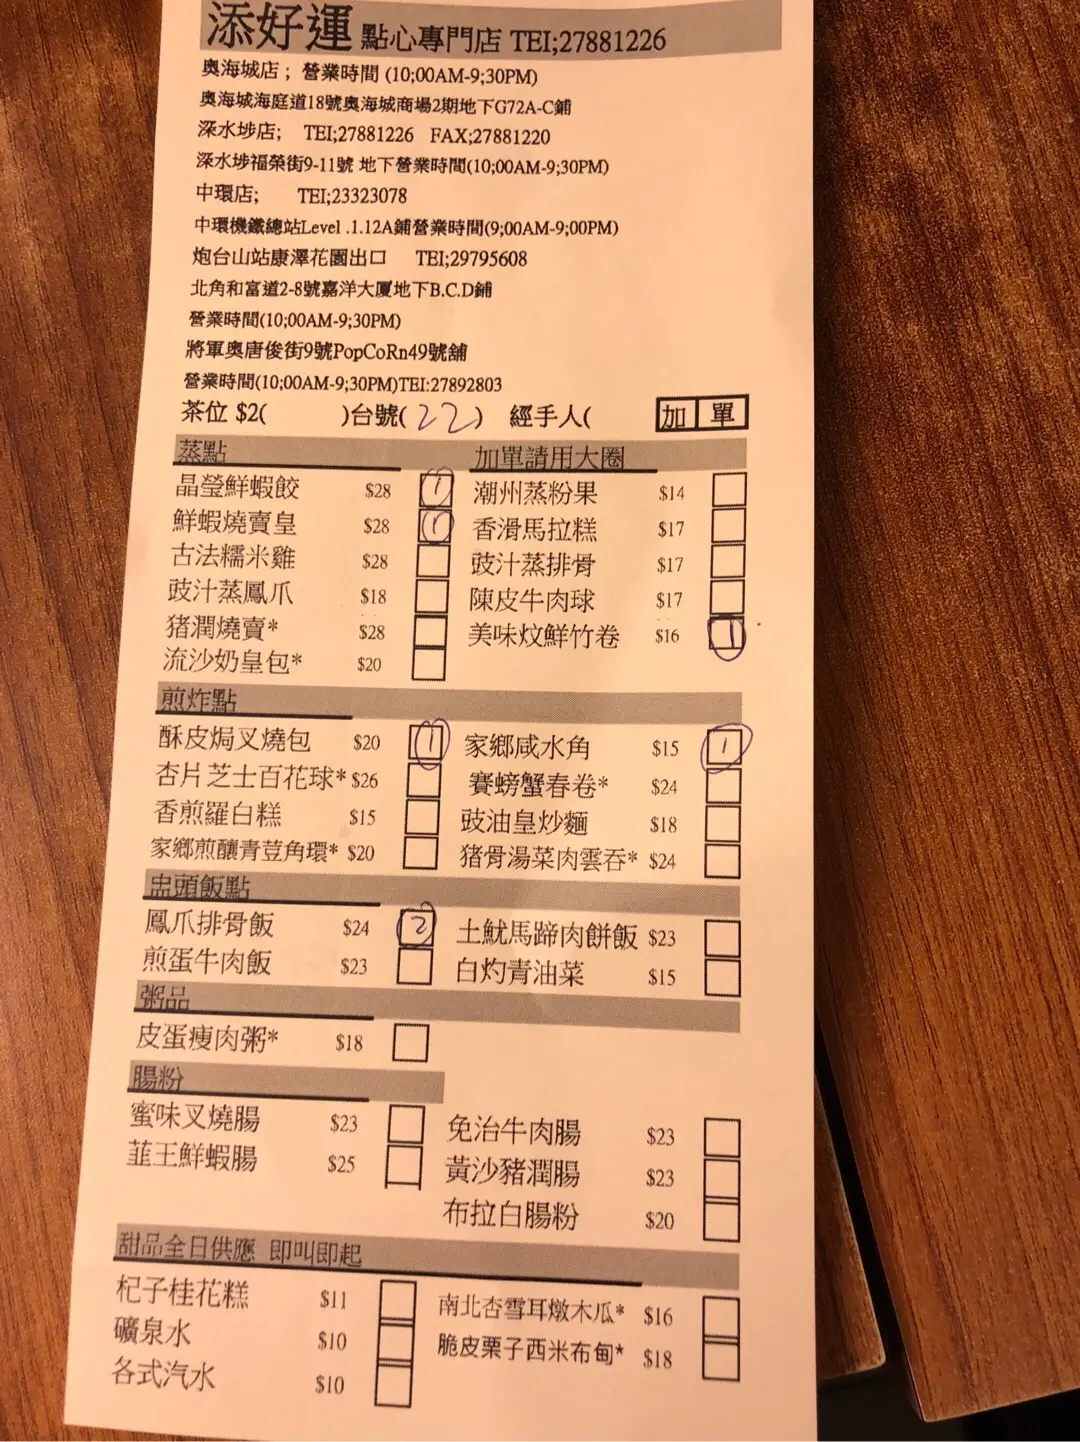 添好運 點心專門店 TEI;27881226
奧海城店； 營業時間 (10;00AM-9;30PM)
奧海城海庭道18號奧海城商場2期地下G72A-C鋪
深水埗店; TEI;27881226 FAX;27881220
深水埗福榮街9-11號 地下營業時間(10;00AM-9;30PM)
中環店; TEI;23323078
中環機鐵總站Level .1.12A鋪營業時間(9;00AM-9;00PM)
炮台山站康澤花園出口 TEI;29795608
北角和富道2-8號嘉洋大厦地下B.C.D鋪
營業時間(10;00AM-9;30PM)
將軍奧唐俊街9號PopCoRn49號舖
營業時間(10;00AM-9;30PM)TEI:27892803
茶位 $2( )台號( 22 ) 經手人( 加 單
蒸點 加單請用大圈
晶瑩鮮蝦餃 $28 1 潮州蒸粉果 $14
鮮蝦燒賣皇 $28 1 香滑馬拉糕 $17
古法糯米雞 $28 豉汁蒸排骨 $17
豉汁蒸鳳爪 $18 陳皮牛肉球 $17
猪潤燒賣* $28 美味炆鮮竹卷 $16 1
流沙奶皇包* $20
煎炸點
酥皮焗叉燒包 $20 1 家鄉咸水角 $15 1
杏片芝士百花球* $26 賽螃蟹春卷* $24
香煎羅白糕 $15 豉油皇炒麵 $18
家鄉煎釀青荳角環* $20 猪骨湯菜肉雲吞* $24
盅頭飯點
鳳爪排骨飯 $24 2 土魷馬蹄肉餅飯 $23
煎蛋牛肉飯 $23 白灼青油菜 $15
粥品
皮蛋瘦肉粥* $18
腸粉
蜜味叉燒腸 $23 免治牛肉腸 $23
韮王鮮蝦腸 $25 黃沙豬潤腸 $23
布拉白腸粉 $20
甜品全日供應 即叫即起
杞子桂花糕 $11 南北杏雪耳燉木瓜* $16
礦泉水 $10 脆皮栗子西米布甸* $18
各式汽水 $10